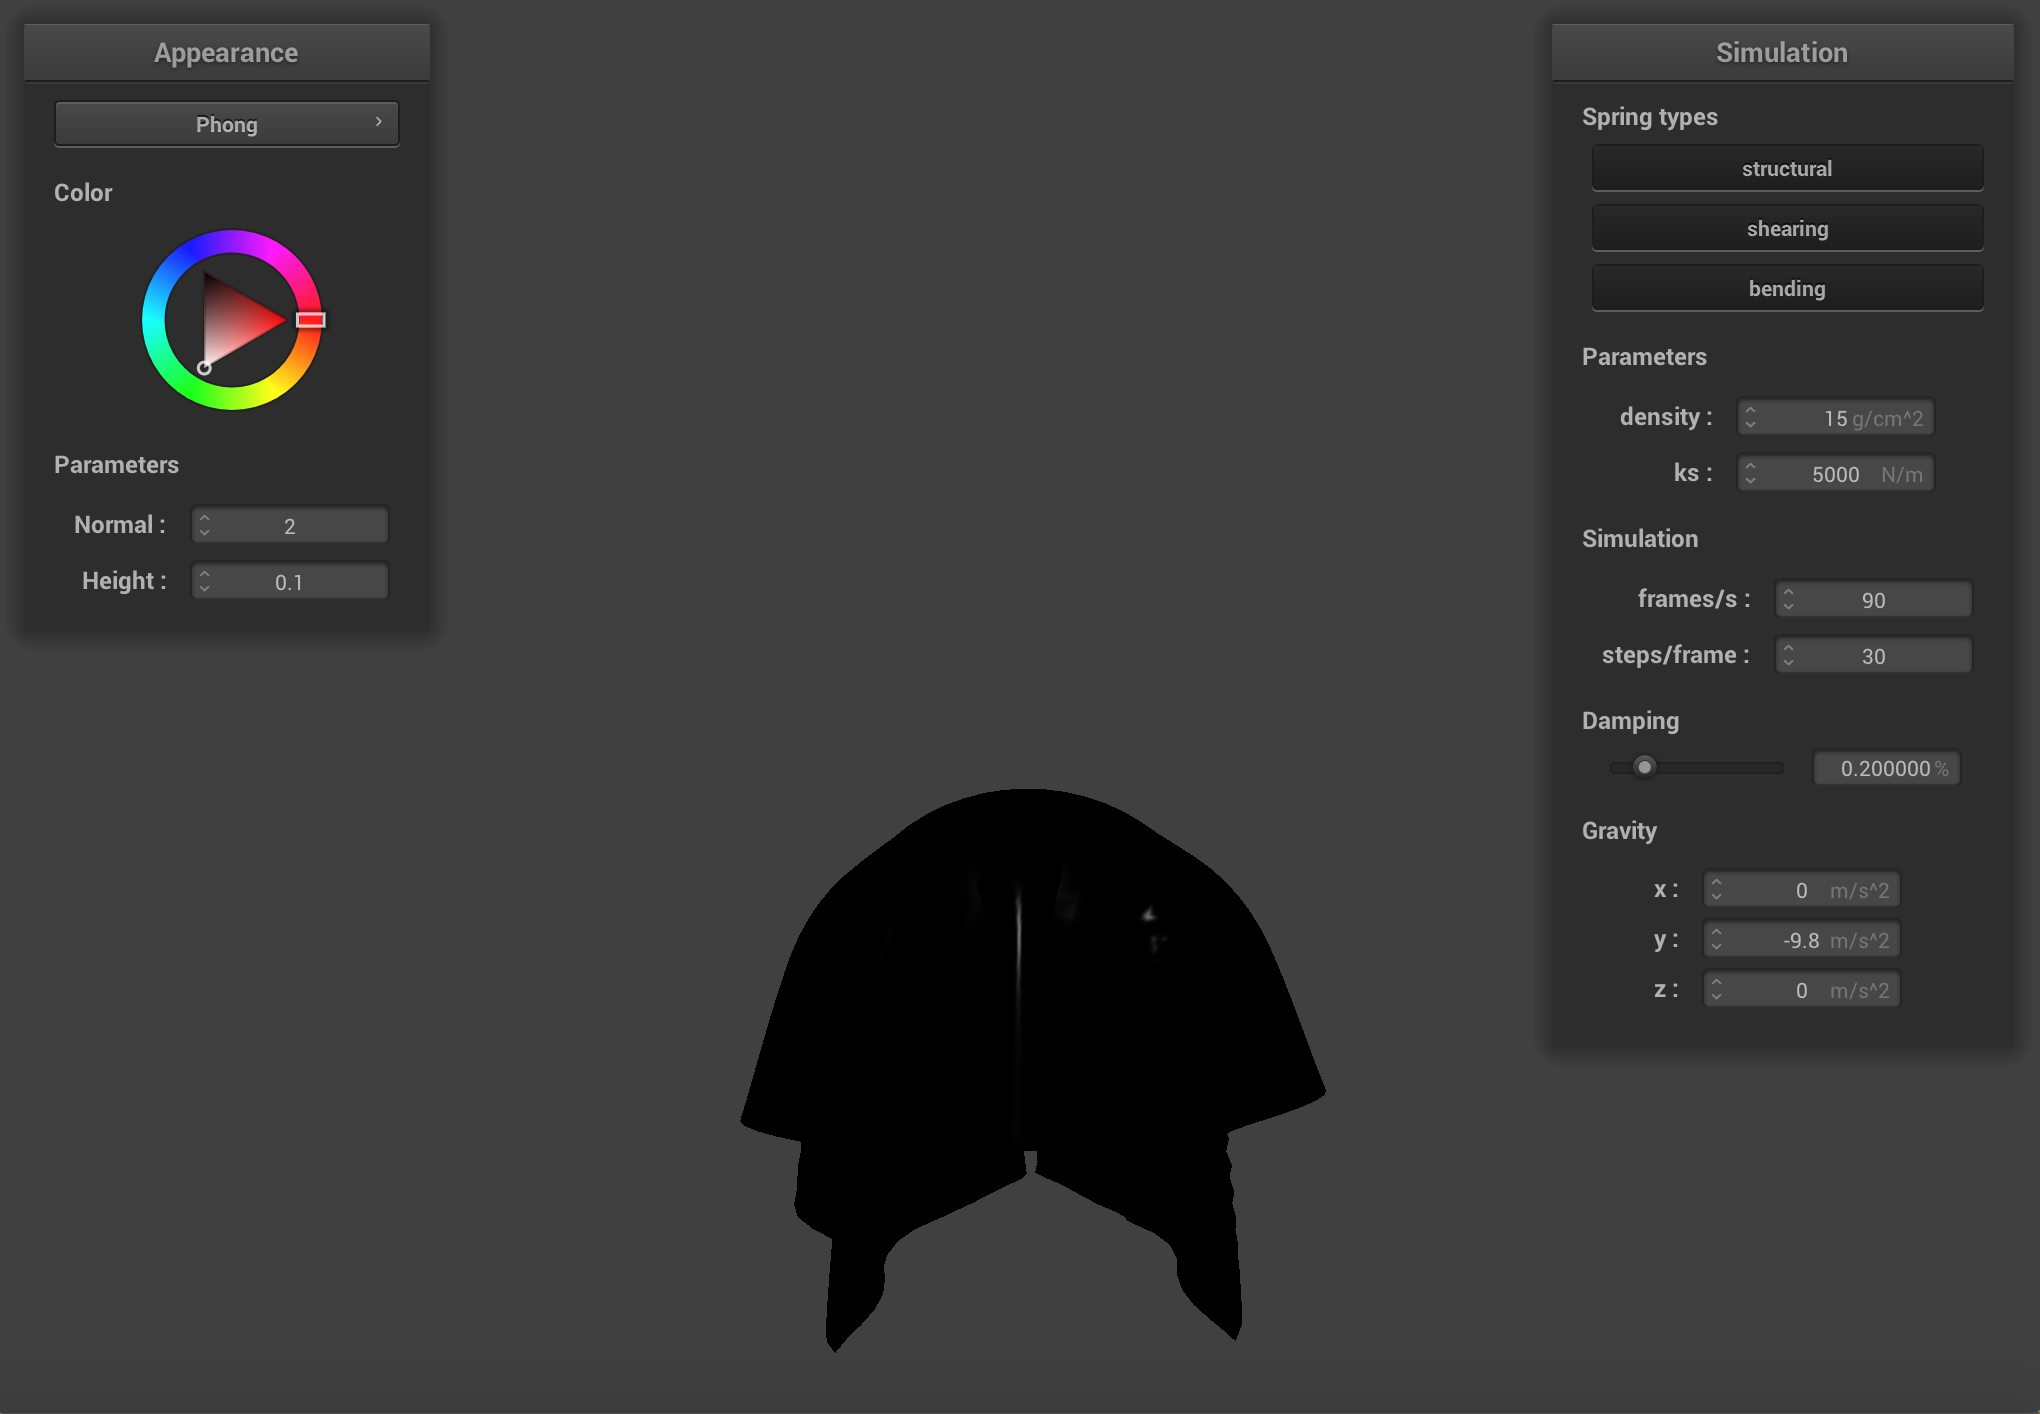 Appearance
Phong
Color
Parameters
Normal : 2
Height : 0.1
Simulation
Spring types
structural
shearing
bending
Parameters
density : 15 g/cm^2
ks : 5000 N/m
Simulation
frames/s : 90
steps/frame : 30
Damping
0.200000 %
Gravity
x : 0 m/s^2
y : -9.8 m/s^2
z : 0 m/s^2